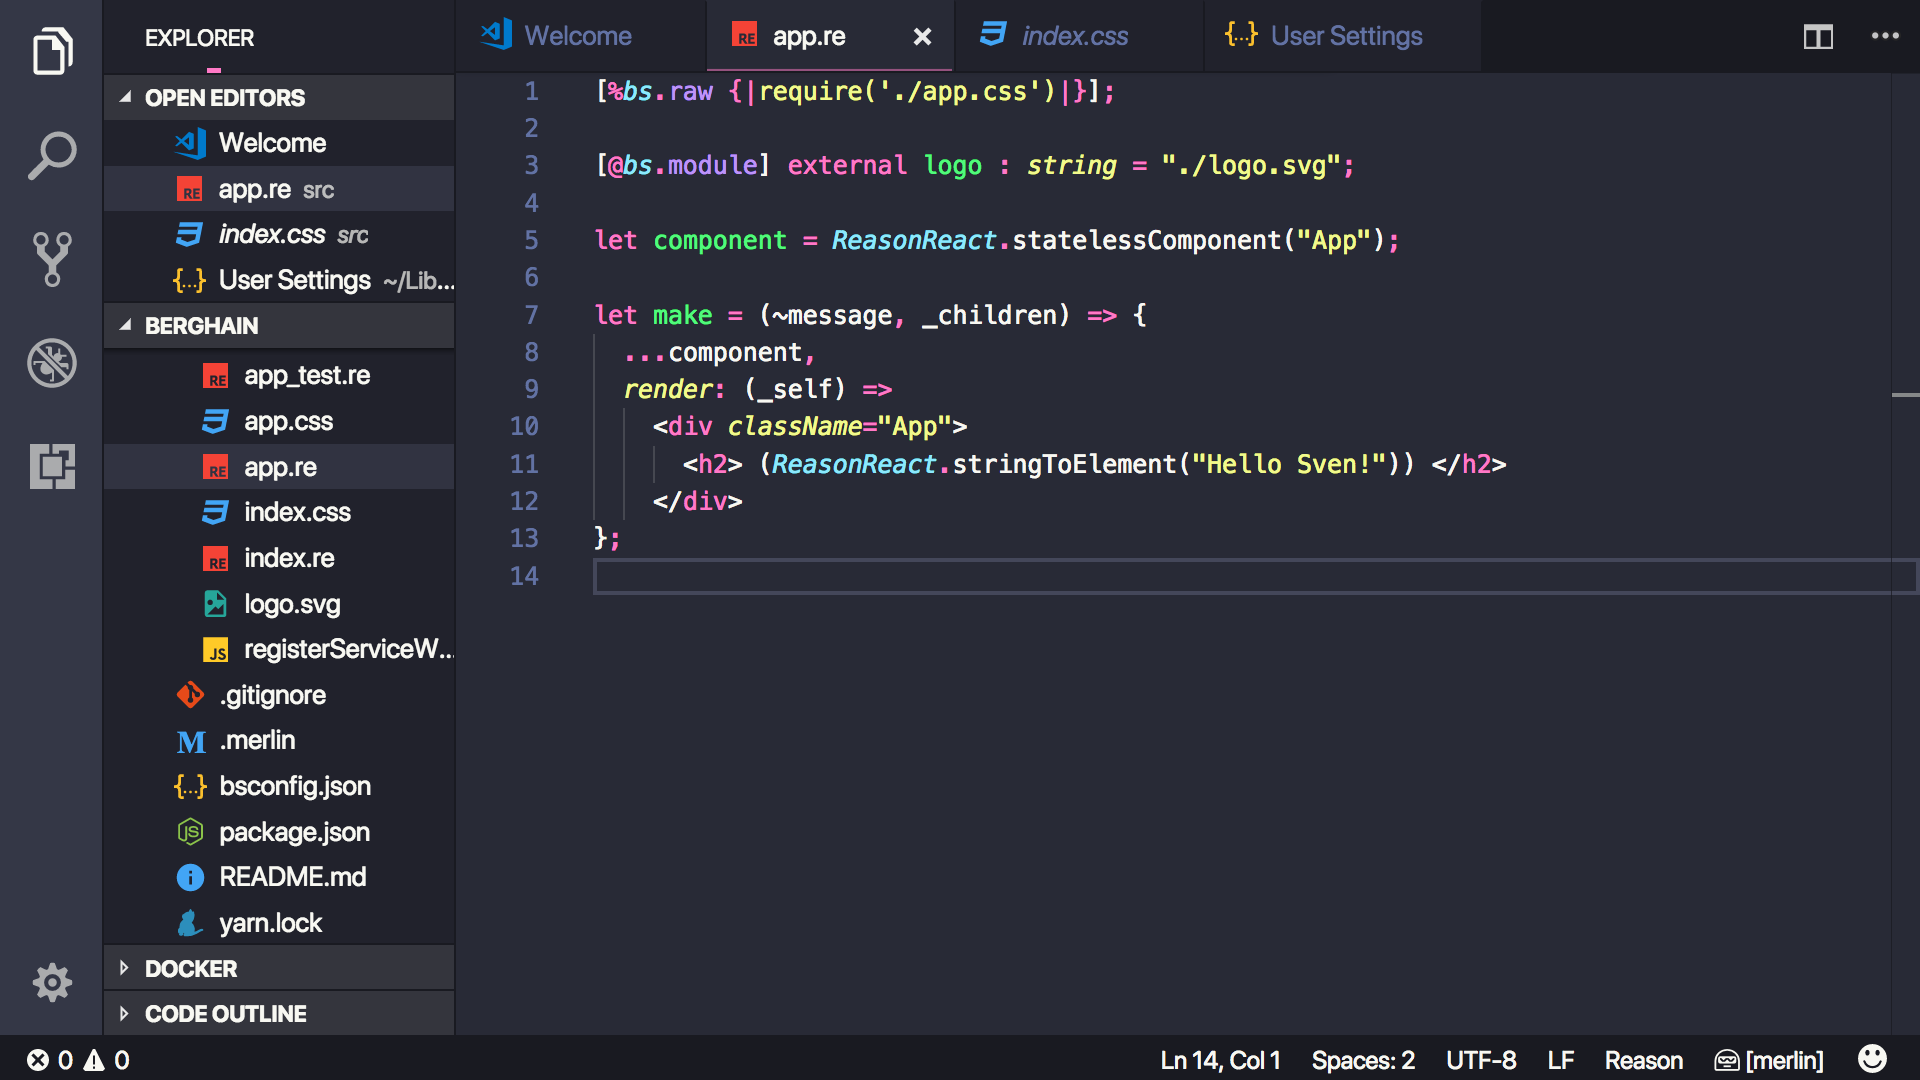 EXPLORER
OPEN EDITORS
Welcome
RE app.re src
index.css src
{...} User Settings ~/Lib...
BERGHAIN
RE app_test.re
app.css
RE app.re
index.css
RE index.re
logo.svg
JS registerServiceW...
.gitignore
M .merlin
{...} bsconfig.json
JS package.json
i README.md
yarn.lock
DOCKER
CODE OUTLINE
Welcome RE app.re × index.css {...} User Settings
1 [%bs.raw {|require('./app.css')|}];
2
3 [@bs.module] external logo : string = "./logo.svg";
4
5 let component = ReasonReact.statelessComponent("App");
6
7 let make = (~message, _children) => {
8   ...component,
9   render: (_self) =>
10     <div className="App">
11       <h2> (ReasonReact.stringToElement("Hello Sven!")) </h2>
12     </div>
13 };
14
0 0 Ln 14, Col 1 Spaces: 2 UTF-8 LF Reason [merlin]